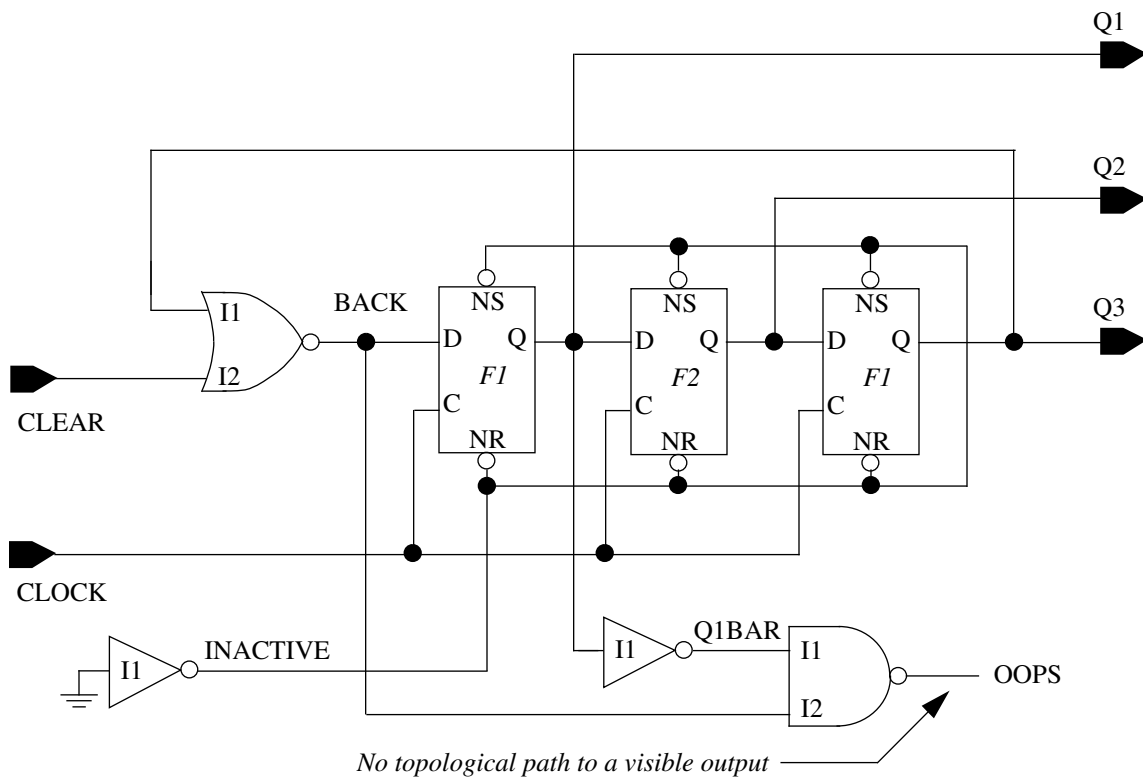 Q1
Q2
I1
BACK
NS
NS
NS
Q3
D
Q
D
Q
D
Q
I2
F1
F2
F1
CLEAR
C
C
C
NR
NR
NR
CLOCK
INACTIVE
Q1BAR
I1
I1
I1
OOPS
I2
No topological path to a visible output